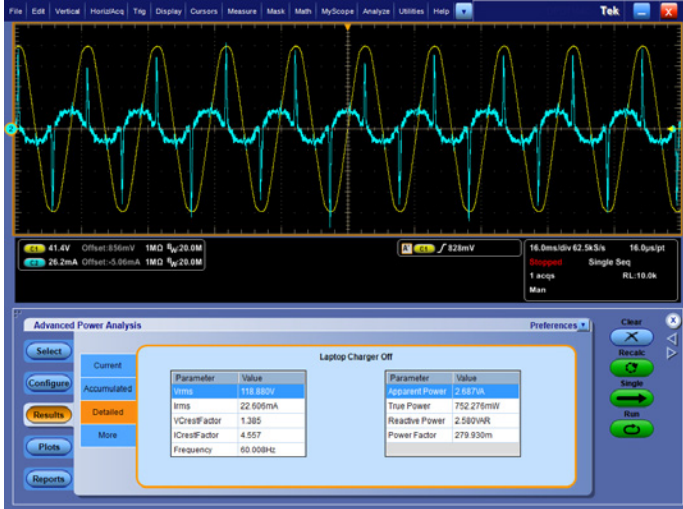 File Edit Vertical Horiz/Acq Trig Display Cursors Measure Mask Math MyScope Analyze Utilities Help Tek X
2
C1 41.4V Offset:856mV 1MΩ BW:20.0M
C2 26.2mA Offset:-5.06mA 1MΩ BW:20.0M
A' C1 828mV
16.0ms/div 62.5kS/s 16.0µs/pt
Stopped Single Seq
1 acqs RL:10.0k
Man
Advanced Power Analysis
Preferences
Clear
X
Select
Configure
Results
Plots
Reports
Current
Accumulated
Detailed
More
Laptop Charger Off
Parameter Value
Vrms 118.880V
Irms 22.606mA
VCrestFactor 1.385
ICrestFactor 4.557
Frequency 60.008Hz
Parameter Value
Apparent Power 2.687VA
True Power 752.276mW
Reactive Power 2.580VAR
Power Factor 279.930m
Recalc
Single
Run